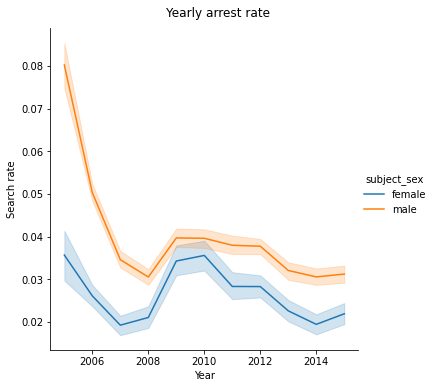 Yearly arrest rate
0.08
0.07
0.06
0.05
0.04
0.03
0.02
Search rate
2006
2008
2010
2012
2014
Year
subject_sex
female
male